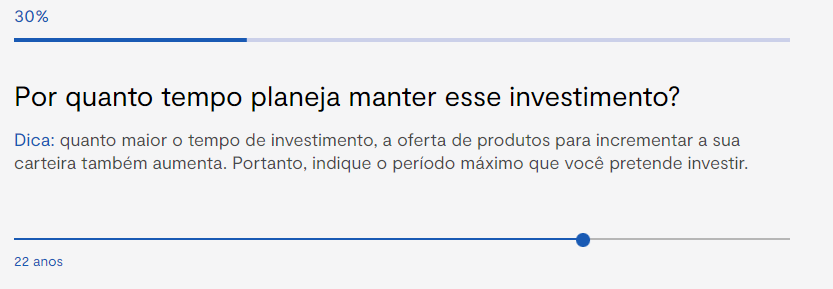 30%
Por quanto tempo planeja manter esse investimento?
Dica: quanto maior o tempo de investimento, a oferta de produtos para incrementar a sua
carteira também aumenta. Portanto, indique o período máximo que você pretende investir.
22 anos